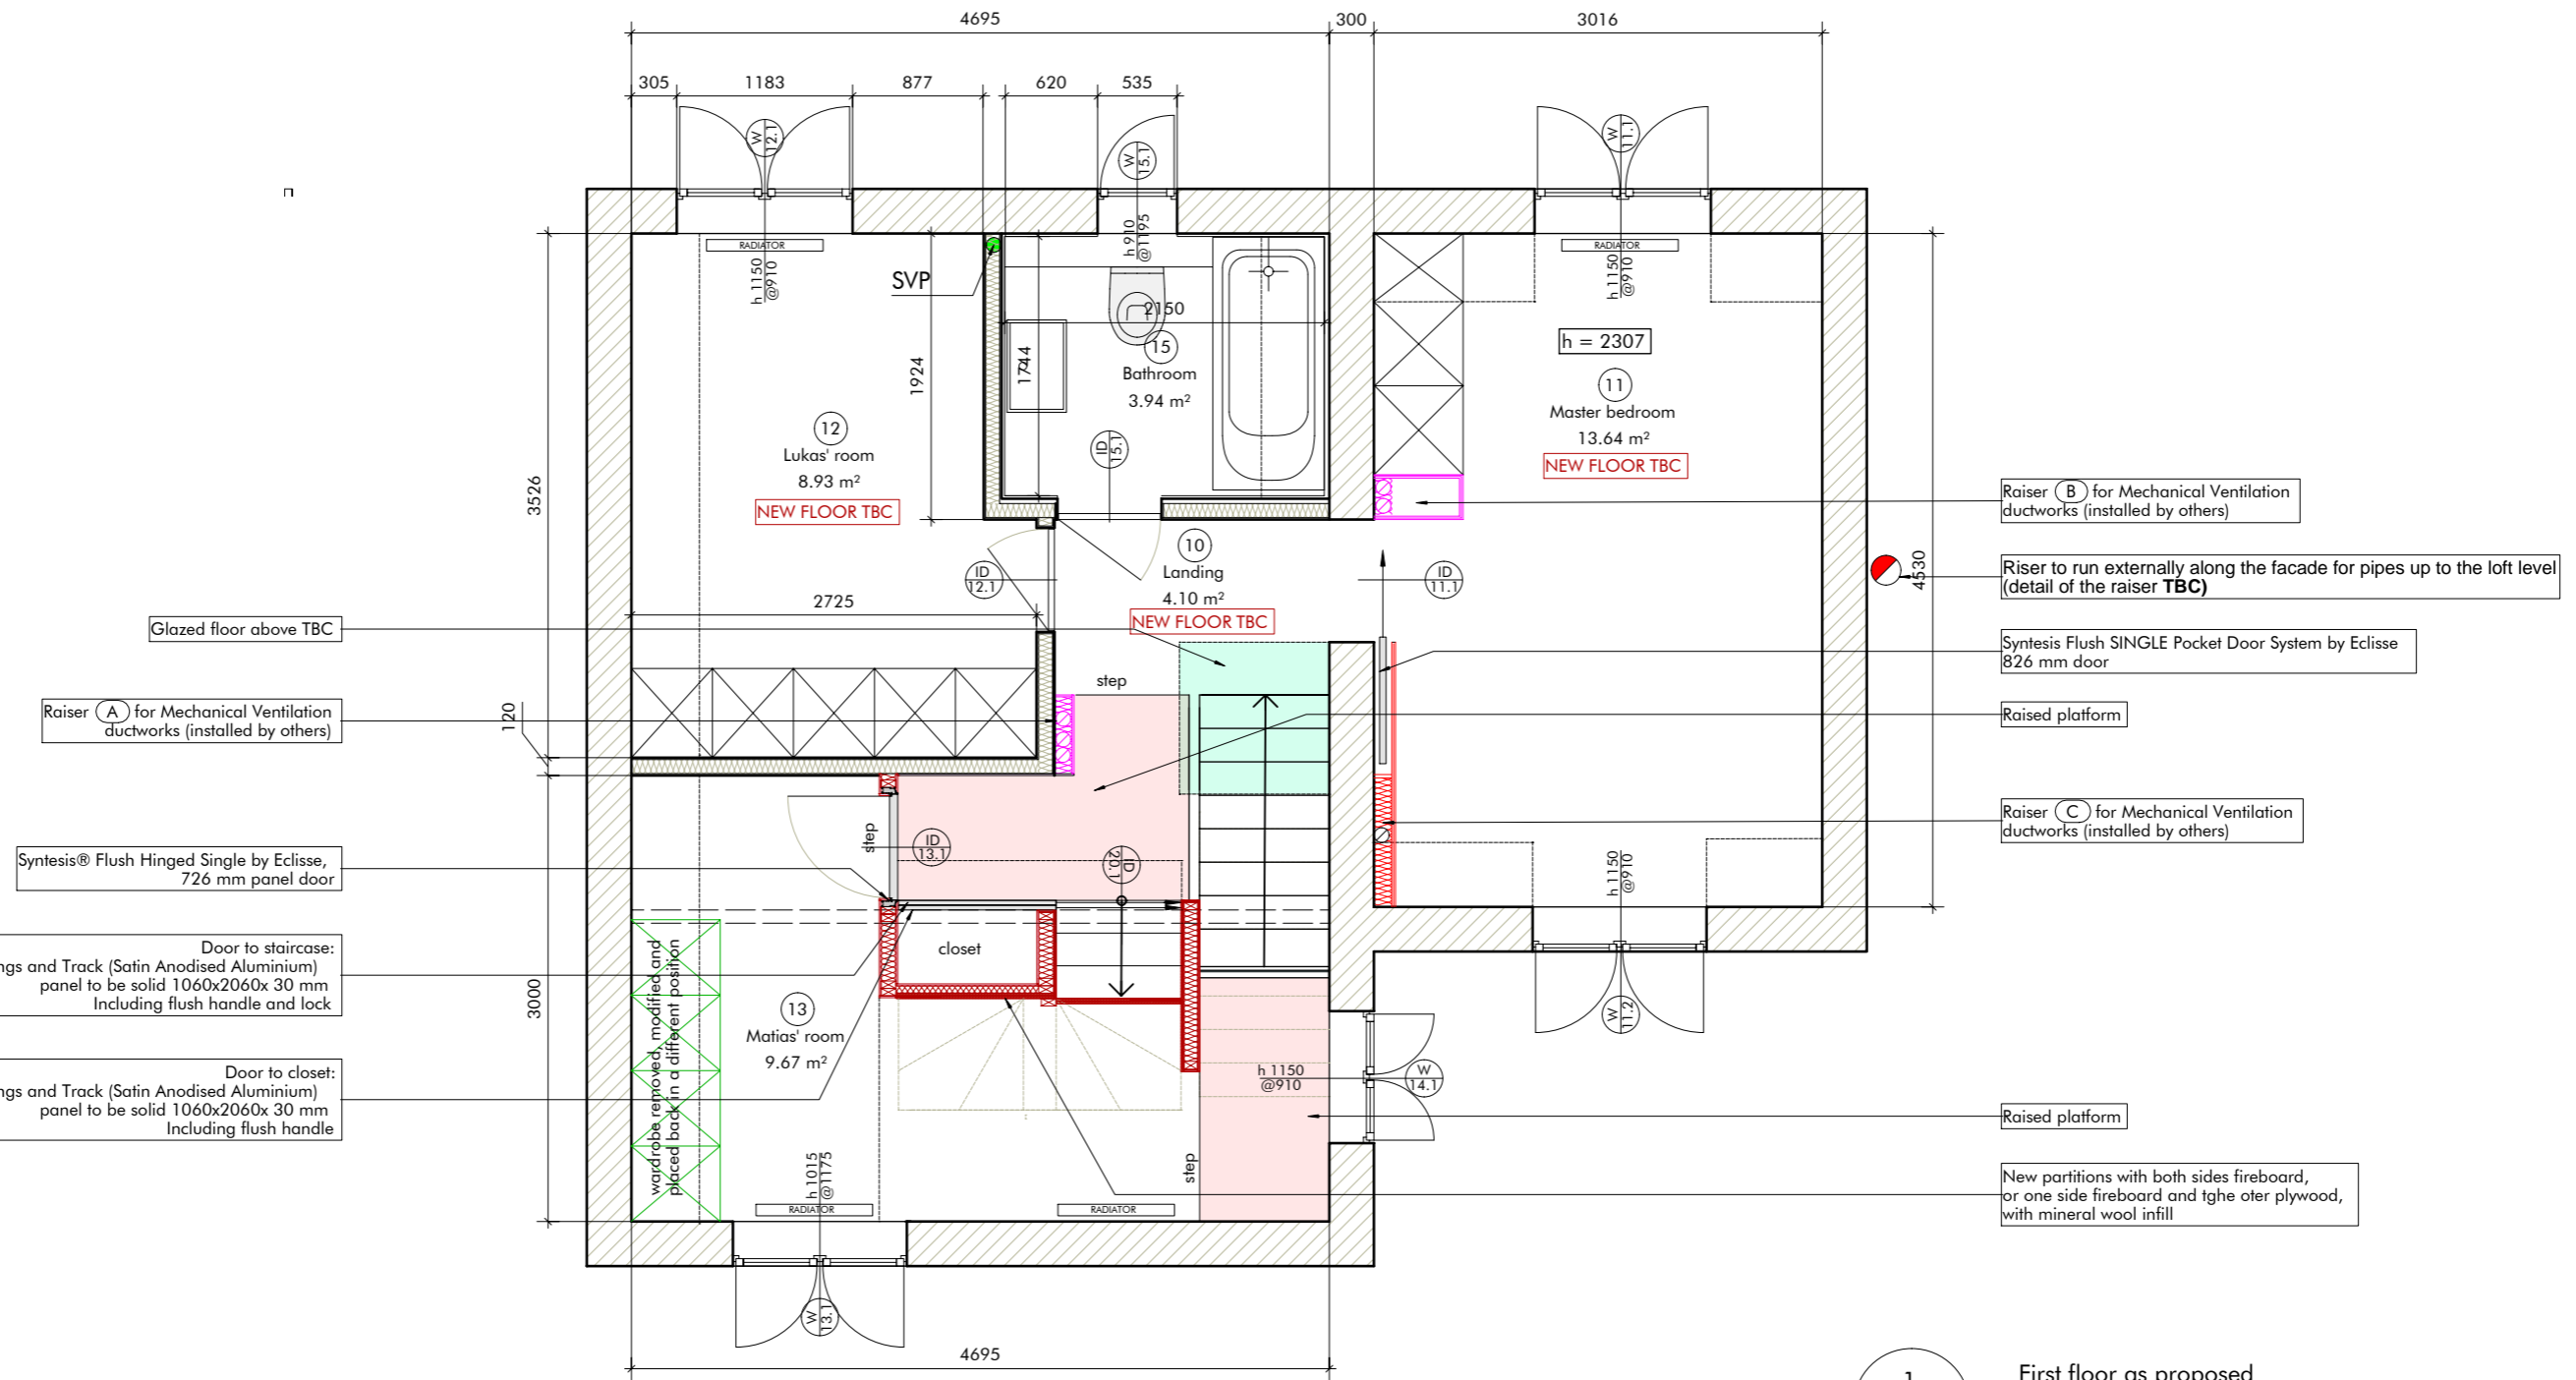 4695
300
3016
305
1183
877
620
535
W
12.1
W
15.1
W
11.1
RADIATOR
h 1150
@910
SVP
h 910
@1195
RADIATOR
h 1150
@910
2150
1924
1744
15
Bathroom
3.94 m²
h = 2307
11
Master bedroom
13.64 m²
NEW FLOOR TBC
12
Lukas' room
8.93 m²
NEW FLOOR TBC
ID
15.1
3526
4530
Raiser B for Mechanical Ventilation
ductworks (installed by others)
10
Landing
4.10 m²
NEW FLOOR TBC
ID
12.1
ID
11.1
Riser to run externally along the facade for pipes up to the loft level
(detail of the raiser TBC)
2725
Glazed floor above TBC
Syntesis Flush SINGLE Pocket Door System by Eclisse
826 mm door
step
Raiser A for Mechanical Ventilation
ductworks (installed by others)
120
Raised platform
Raiser C for Mechanical Ventilation
ductworks (installed by others)
step
ID
13.1
ID
20.1
h 1150
@910
Syntesis® Flush Hinged Single by Eclisse,
726 mm panel door
closet
Door to staircase:
ngs and Track (Satin Anodised Aluminium)
panel to be solid 1060x2060x 30 mm
Including flush handle and lock
wardrobe removed, modified and
placed back in a different position
3000
13
Matias' room
9.67 m²
W
11.2
h 1150
@910
W
14.1
Door to closet:
ngs and Track (Satin Anodised Aluminium)
panel to be solid 1060x2060x 30 mm
Including flush handle
Raised platform
step
h 1015
@1175
RADIATOR
RADIATOR
New partitions with both sides fireboard,
or one side fireboard and tghe oter plywood,
with mineral wool infill
W
13.1
4695
1
First floor as proposed